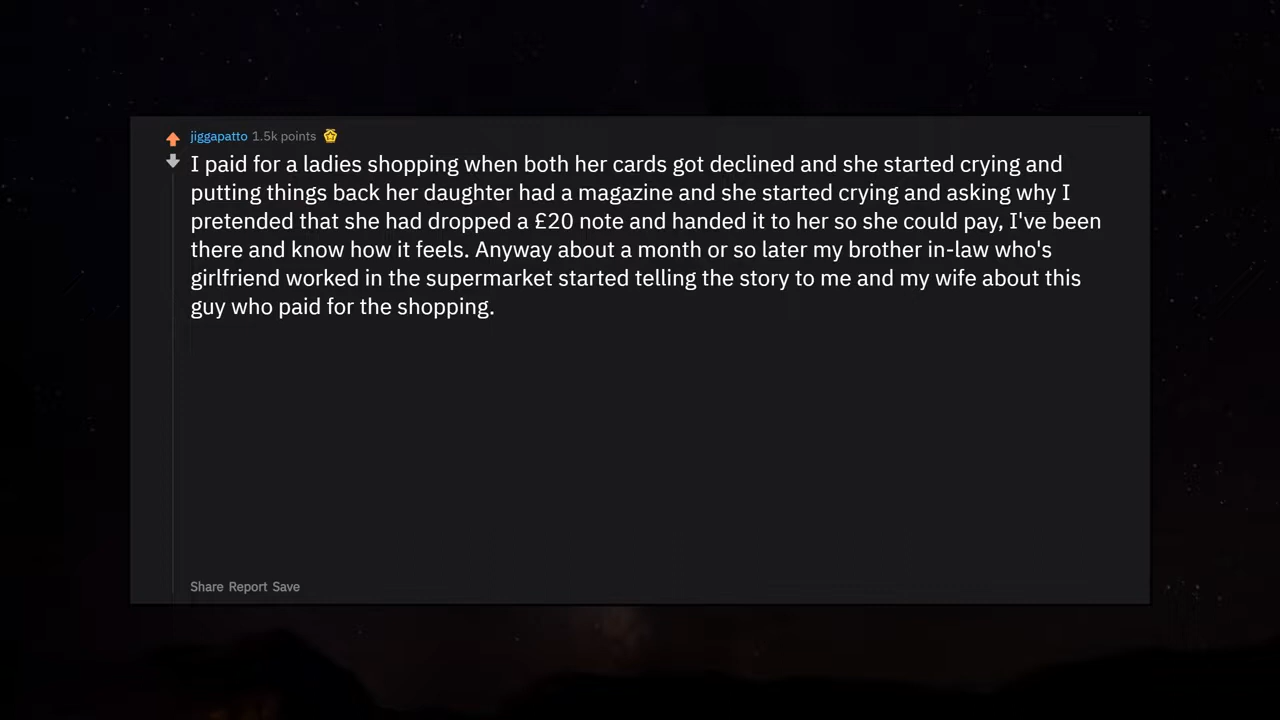 jiggapatto 1.5k points
I paid for a ladies shopping when both her cards got declined and she started crying and
putting things back her daughter had a magazine and she started crying and asking why I
pretended that she had dropped a £20 note and handed it to her so she could pay, I've been
there and know how it feels. Anyway about a month or so later my brother in-law who's
girlfriend worked in the supermarket started telling the story to me and my wife about this
guy who paid for the shopping.
Share Report Save